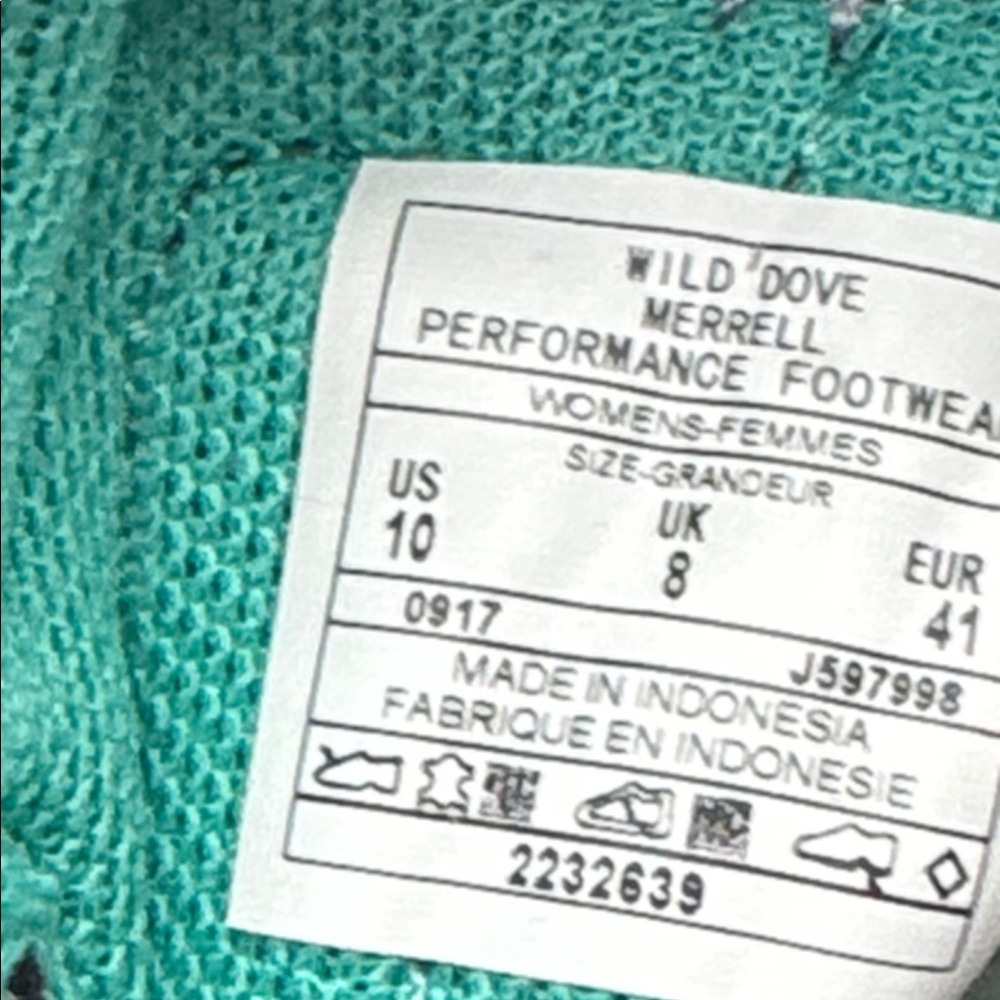 WILD DOVE
MERRELL
PERFORMANCE FOOTWEA
WOMENS-FEMMES
SIZE-GRANDEUR
US UK EUR
10 8 41
0917 J597998
MADE IN INDONESIA
FABRIQUE EN INDONESIE
2232639